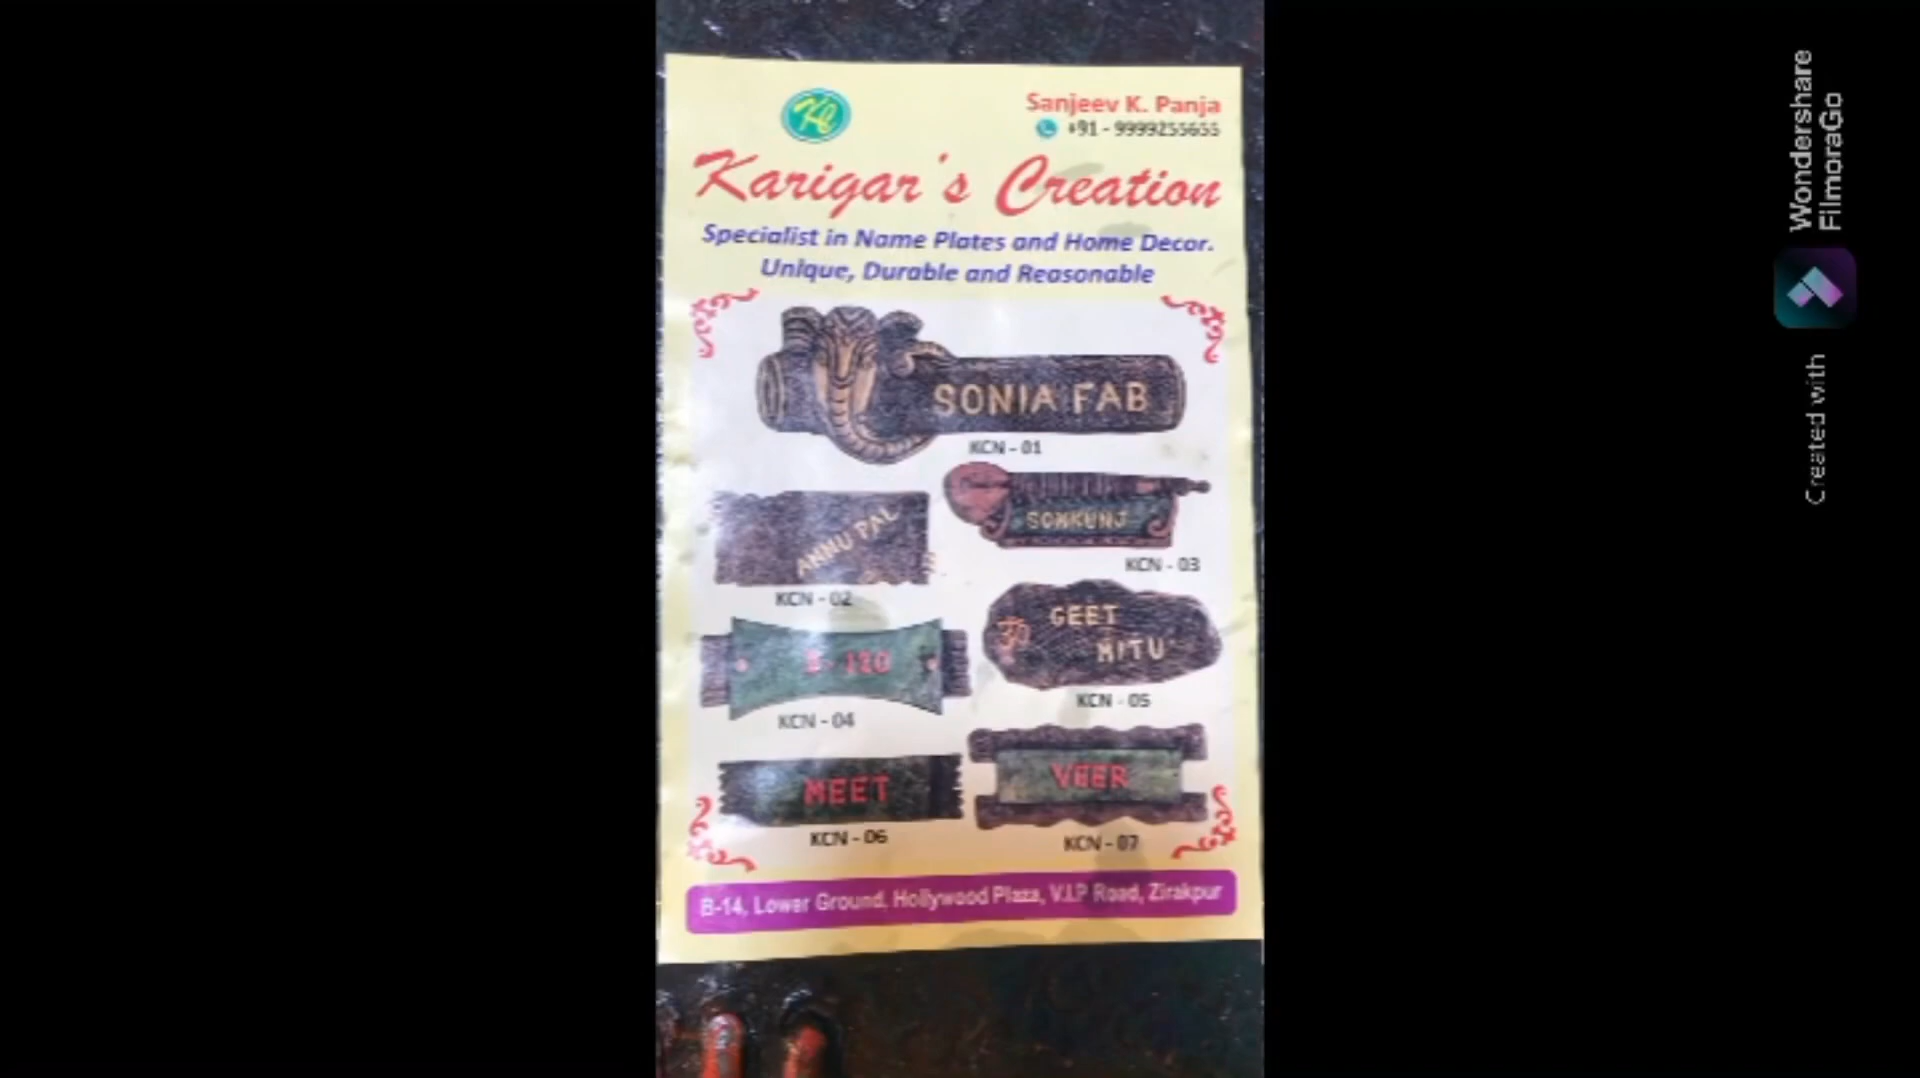 KC
Sanjeev K. Panja
+91 - 9999255655
Karigar's Creation
Specialist in Name Plates and Home Decor.
Unique, Durable and Reasonable
SONIA FAB
KCN - 01
ANNU PAL
KCN - 02
SOMKUNJ
KCN - 03
B-120
KCN - 04
ॐ GEET
MITU
KCN - 05
MEET
KCN - 06
VEER
KCN - 07
B-14, Lower Ground, Hollywood Plaza, V.I.P Road, Zirakpur
Created with
Wondershare
FilmoraGo